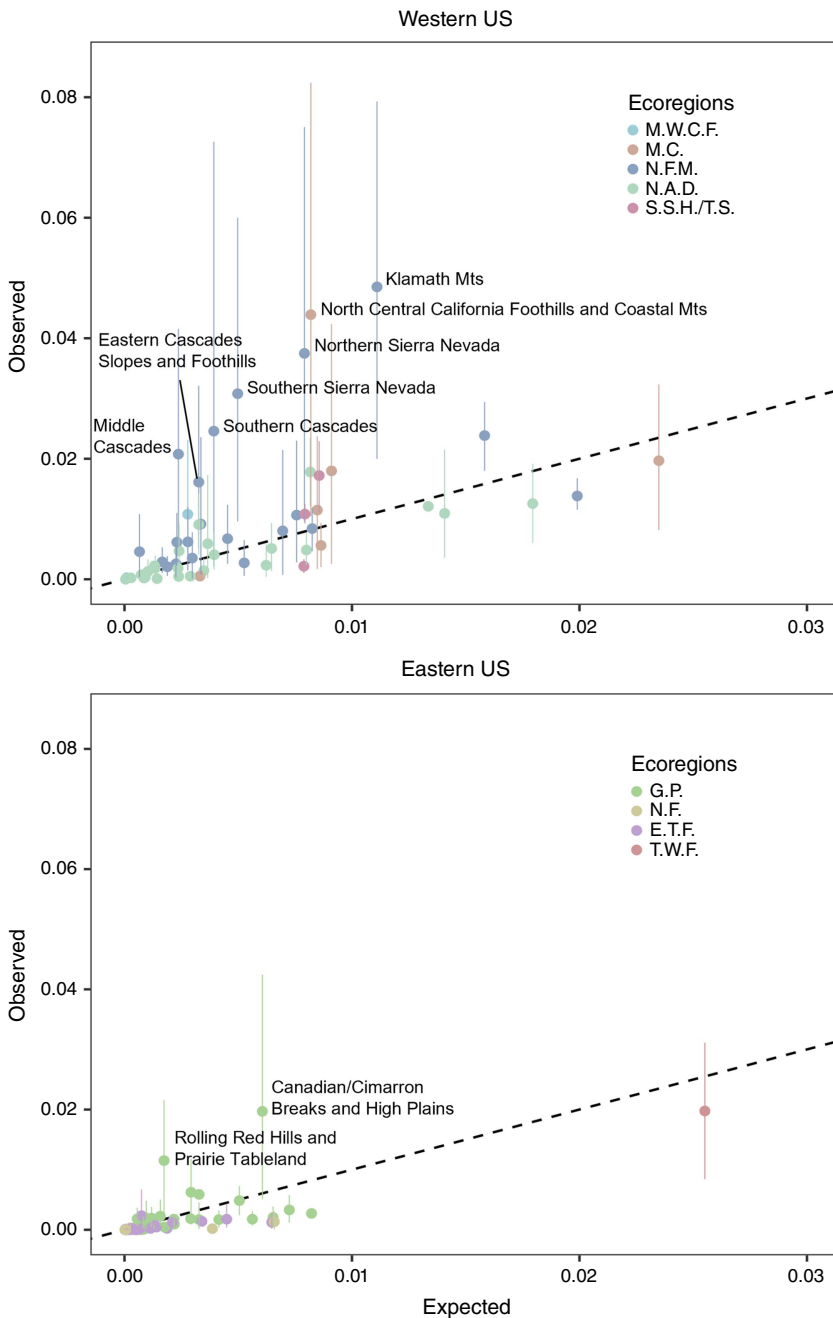 Western US
0.08
0.06
0.04
0.02
0.00
Observed
Ecoregions
M.W.C.F.
M.C.
N.F.M.
N.A.D.
S.S.H./T.S.
Klamath Mts
North Central California Foothills and Coastal Mts
Northern Sierra Nevada
Eastern Cascades
Slopes and Foothills
Southern Sierra Nevada
Middle
Cascades
Southern Cascades
0.00
0.01
0.02
0.03
Eastern US
0.08
0.06
0.04
0.02
0.00
Observed
Ecoregions
G.P.
N.F.
E.T.F.
T.W.F.
Canadian/Cimarron
Breaks and High Plains
Rolling Red Hills and
Prairie Tableland
0.00
0.01
0.02
0.03
Expected